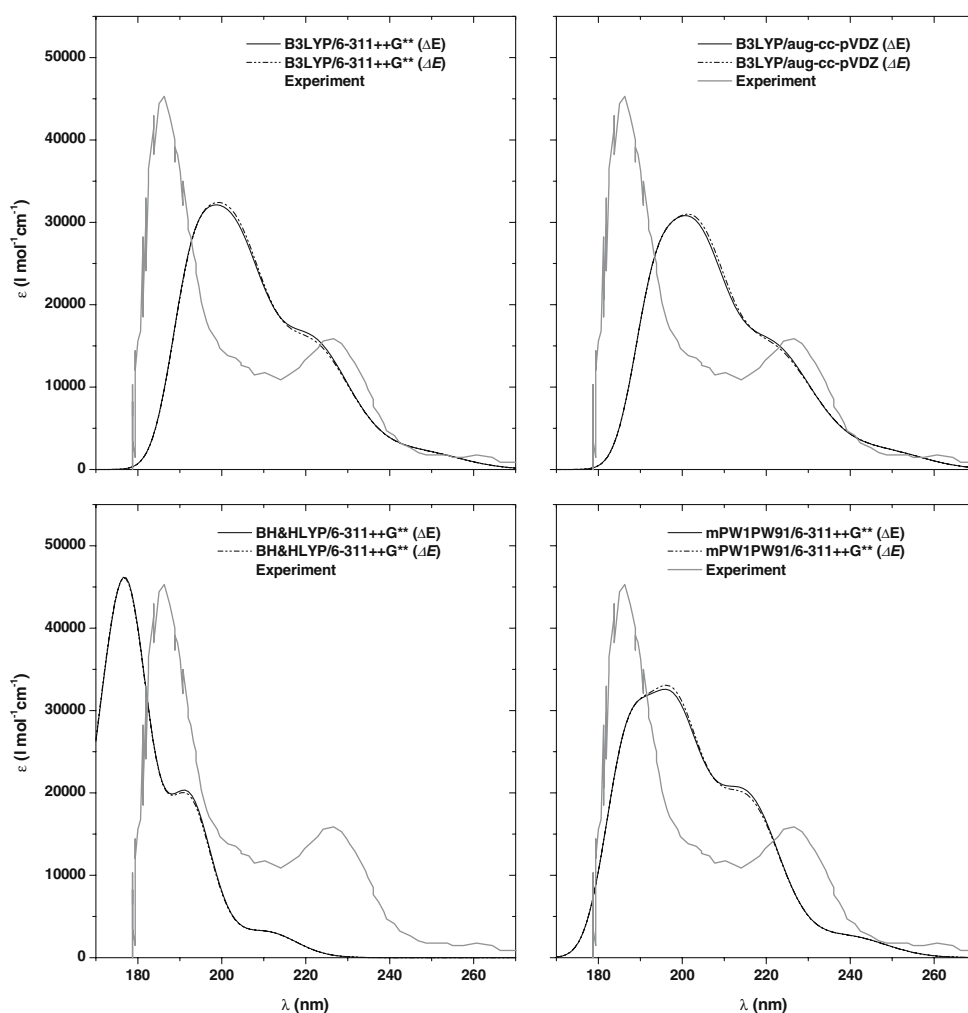 B3LYP/6-311++G** (ΔE)
B3LYP/6-311++G** (ΔE)
Experiment
50000
40000
30000
20000
10000
0
ε (l mol⁻¹cm⁻¹)
B3LYP/aug-cc-pVDZ (ΔE)
B3LYP/aug-cc-pVDZ (ΔE)
Experiment
BH&HLYP/6-311++G** (ΔE)
BH&HLYP/6-311++G** (ΔE)
Experiment
50000
40000
30000
20000
10000
0
ε (l mol⁻¹cm⁻¹)
180 200 220 240 260
λ (nm)
mPW1PW91/6-311++G** (ΔE)
mPW1PW91/6-311++G** (ΔE)
Experiment
180 200 220 240 260
λ (nm)